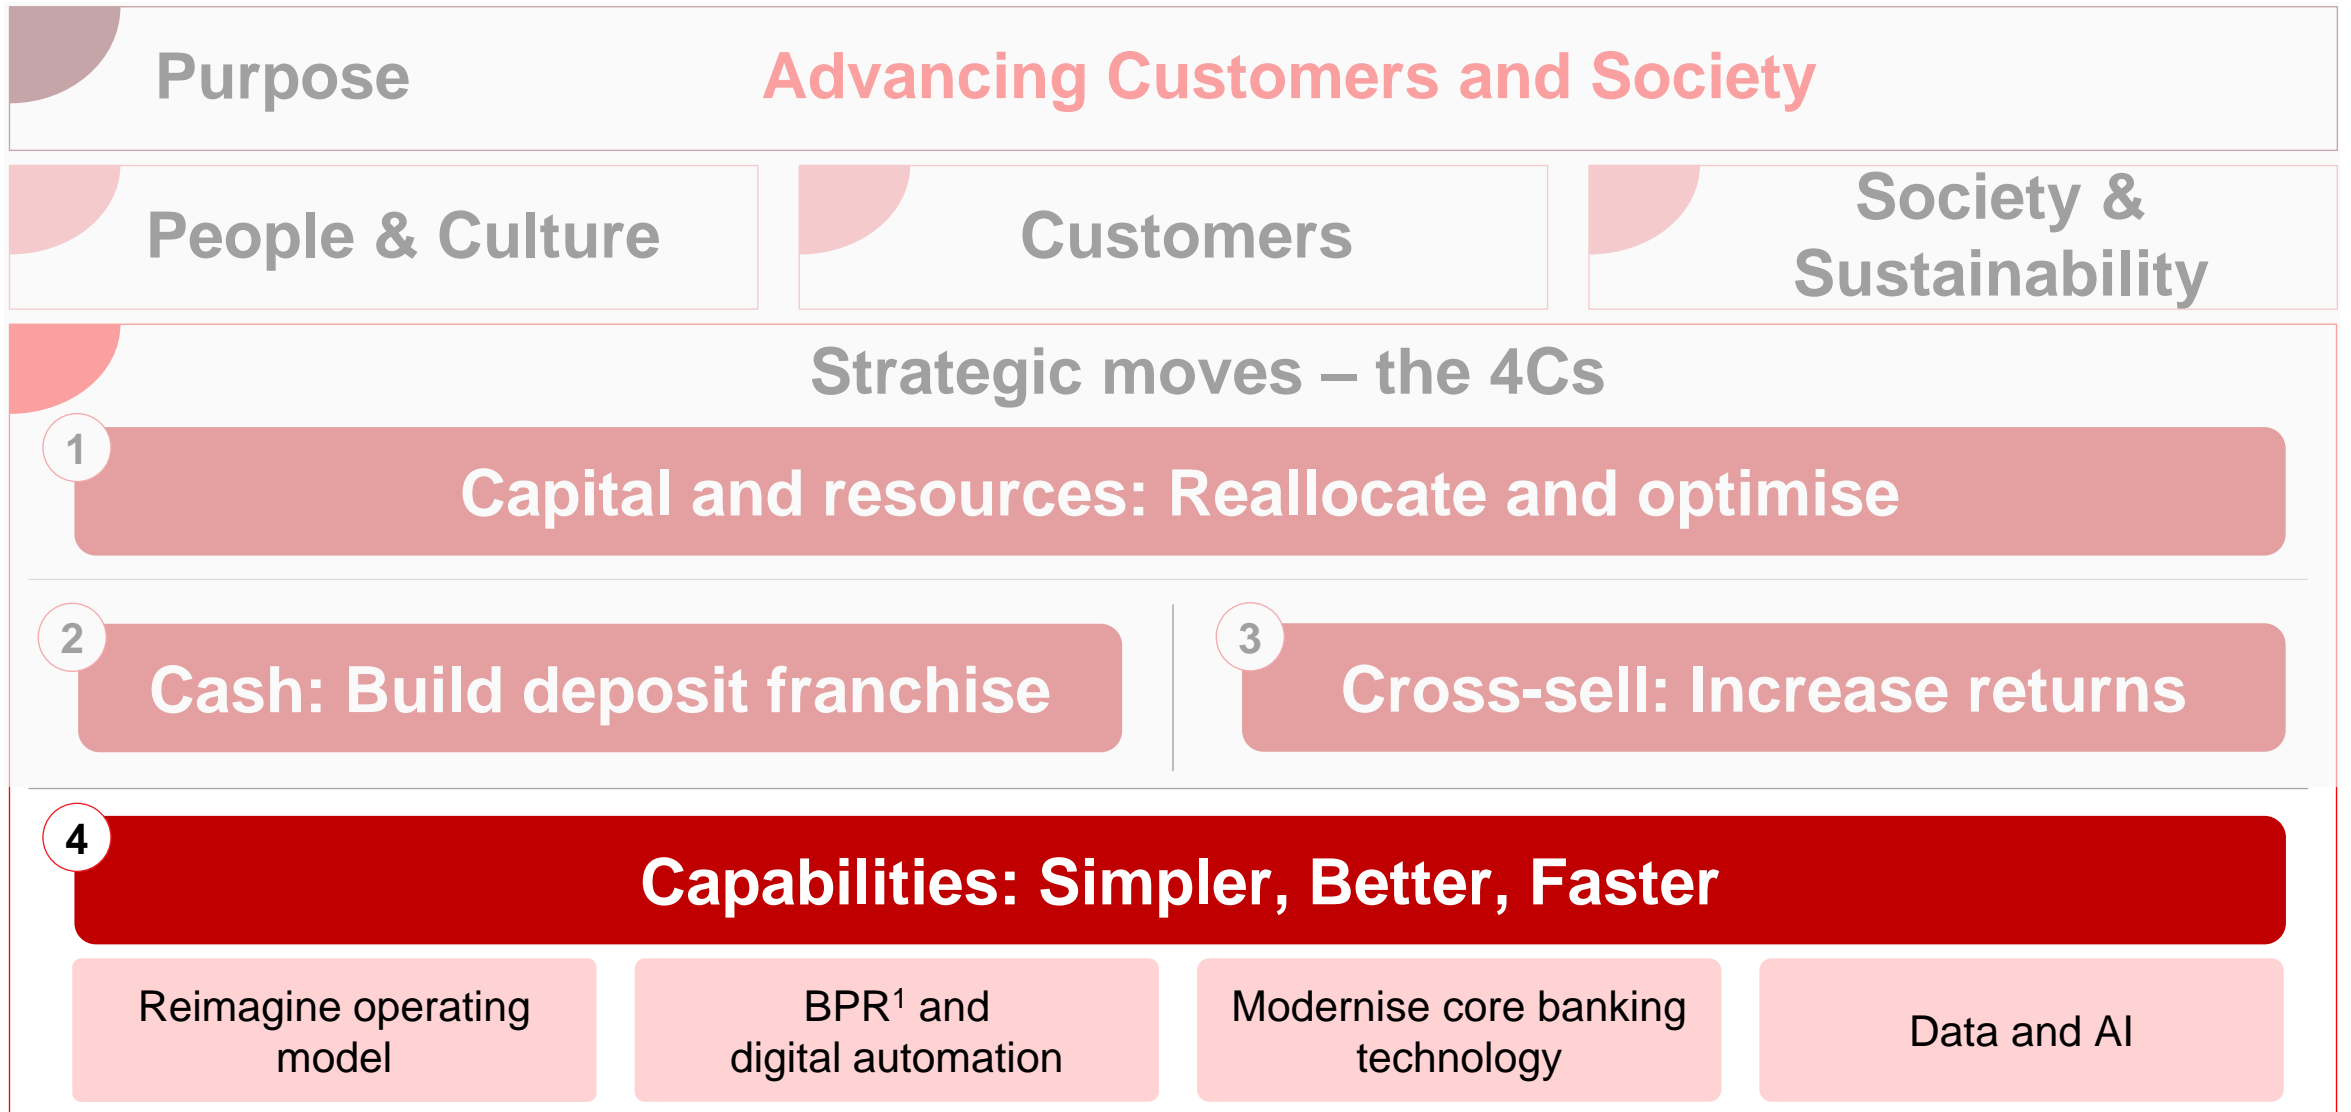 Purpose
Advancing Customers and Society
People & Culture
Customers
Society &
Sustainability
Strategic moves – the 4Cs
1
Capital and resources: Reallocate and optimise
2
Cash: Build deposit franchise
3
Cross-sell: Increase returns
4
Capabilities: Simpler, Better, Faster
Reimagine operating
model
BPR¹ and
digital automation
Modernise core banking
technology
Data and AI